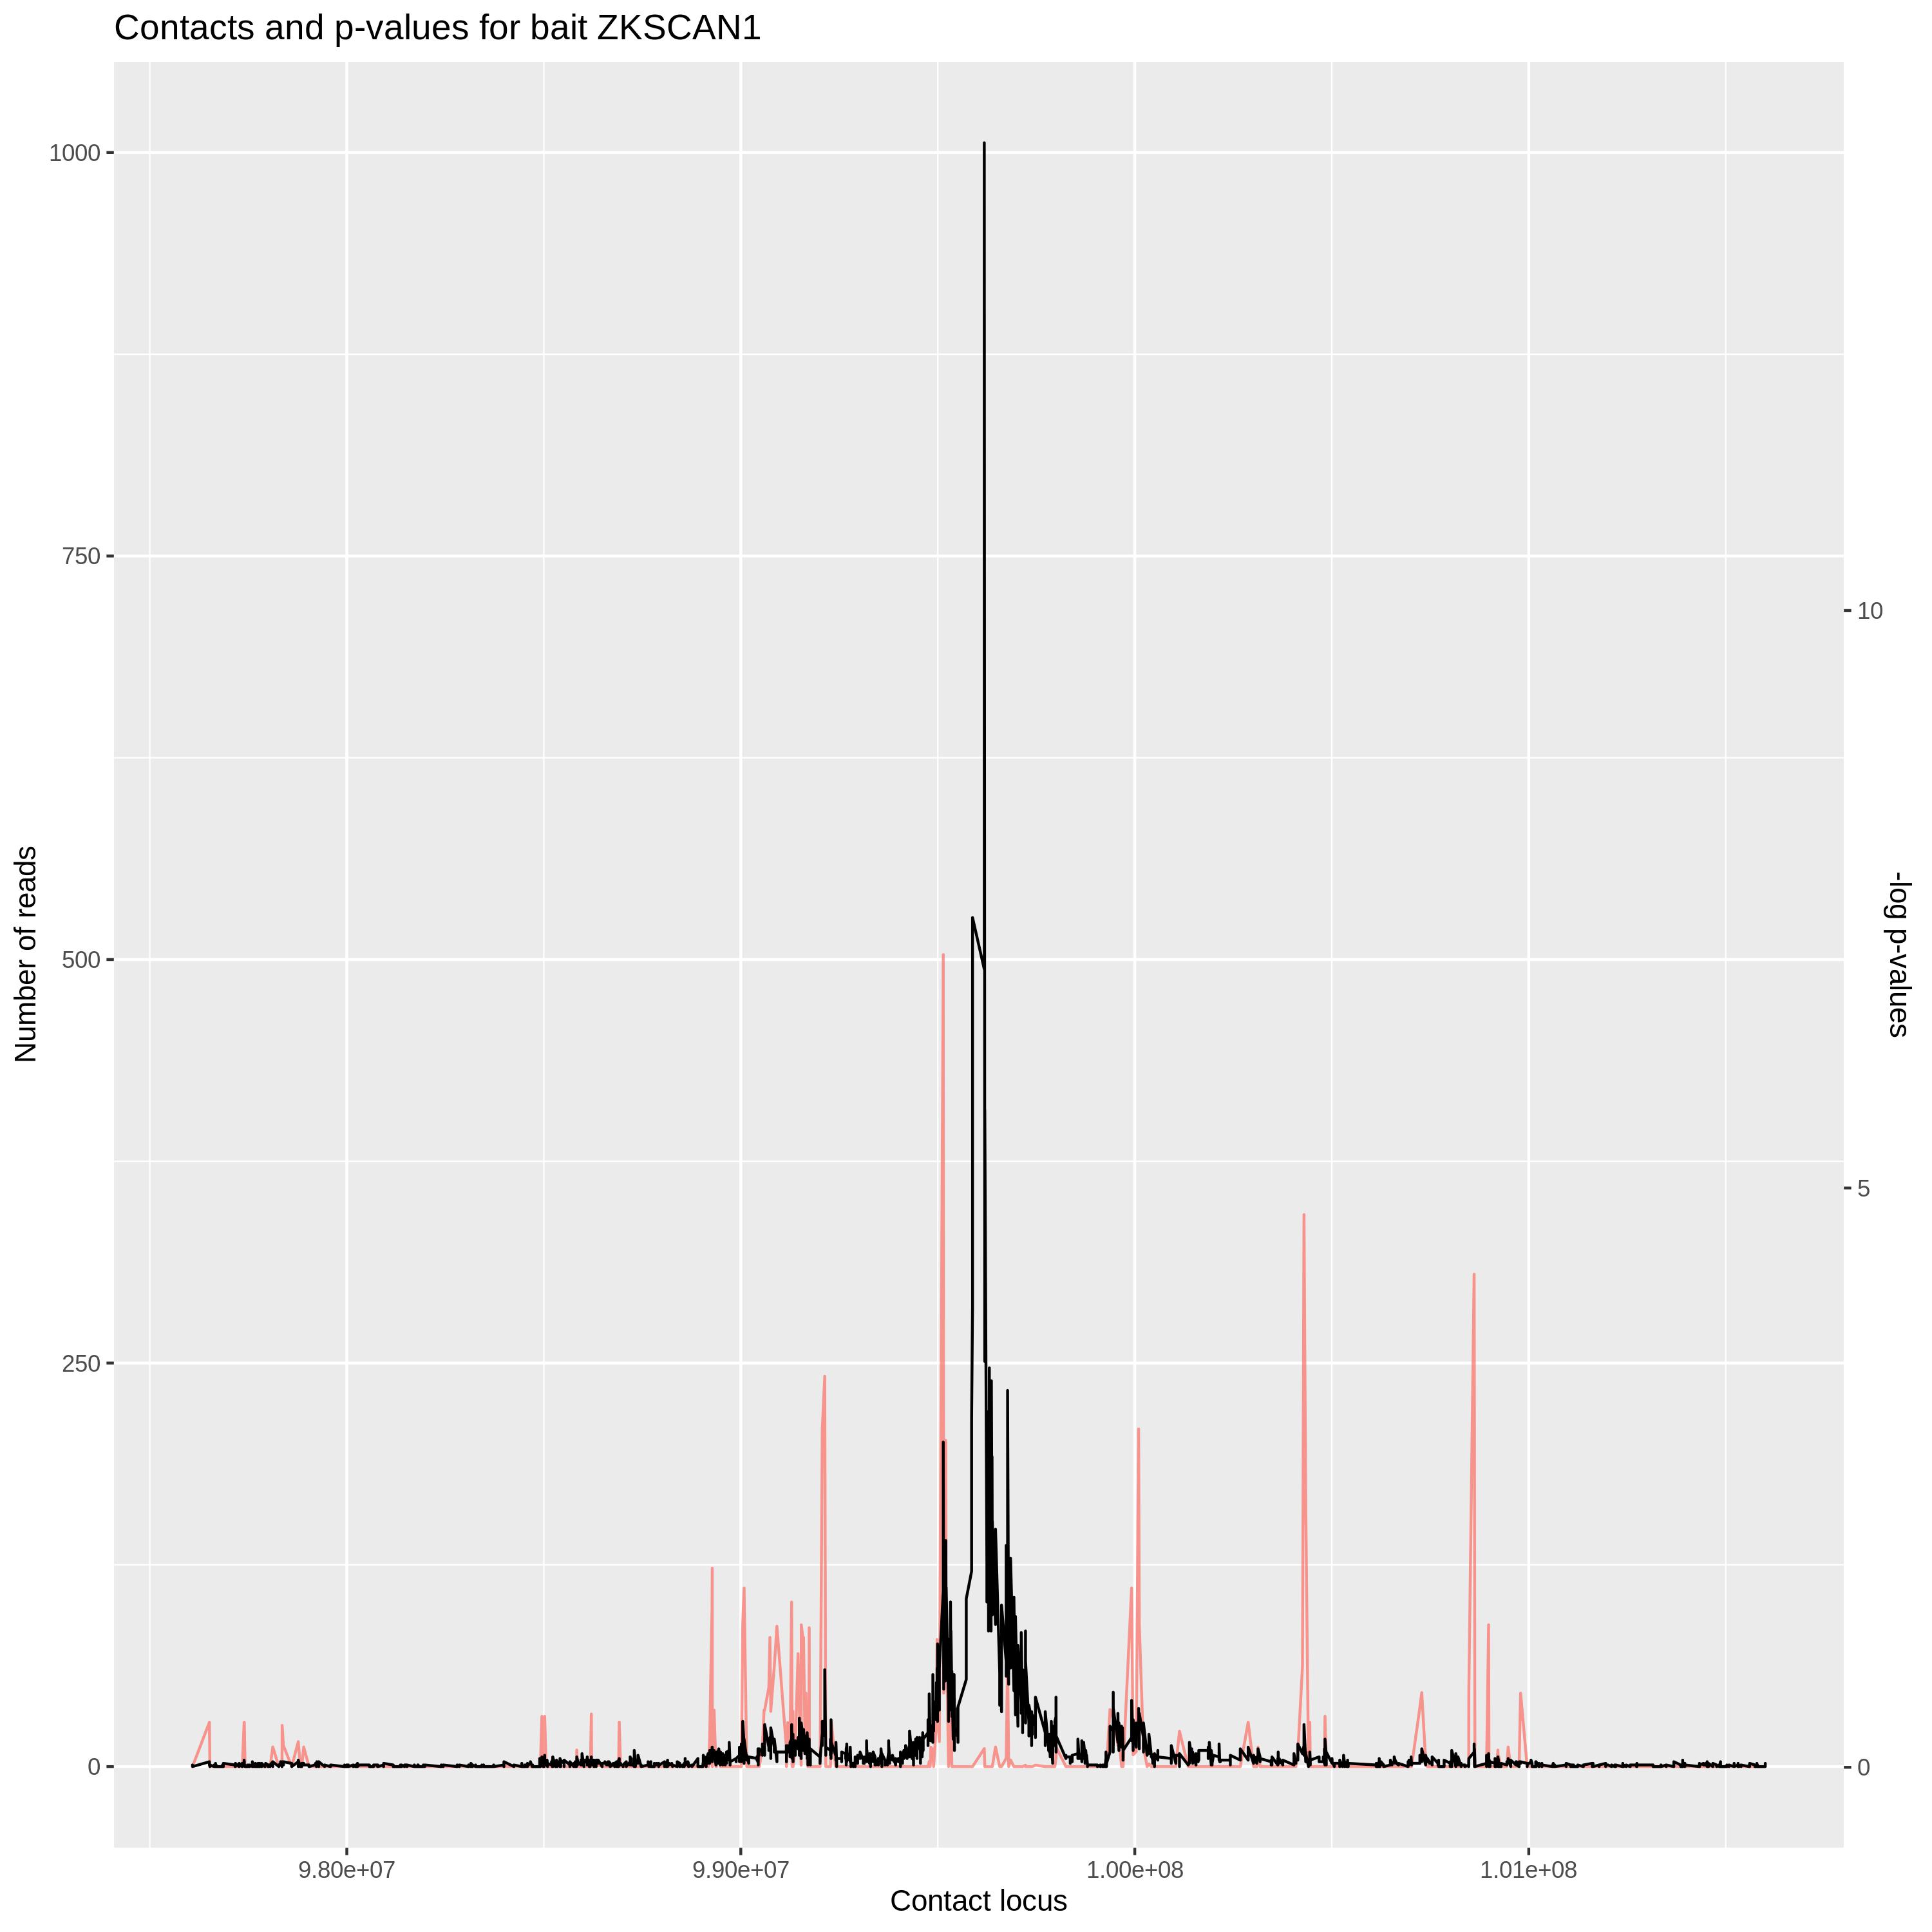 Contacts and p-values for bait ZKSCAN1
1000
750
500
250
0
Number of reads
10
5
0
-log p-values
9.80e+07
9.90e+07
1.00e+08
1.01e+08
Contact locus